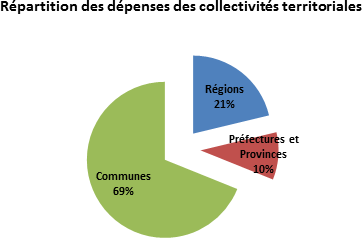 Répartition des dépenses des collectivités territoriales
Régions
21%
Préfectures et
Provinces
10%
Communes
69%